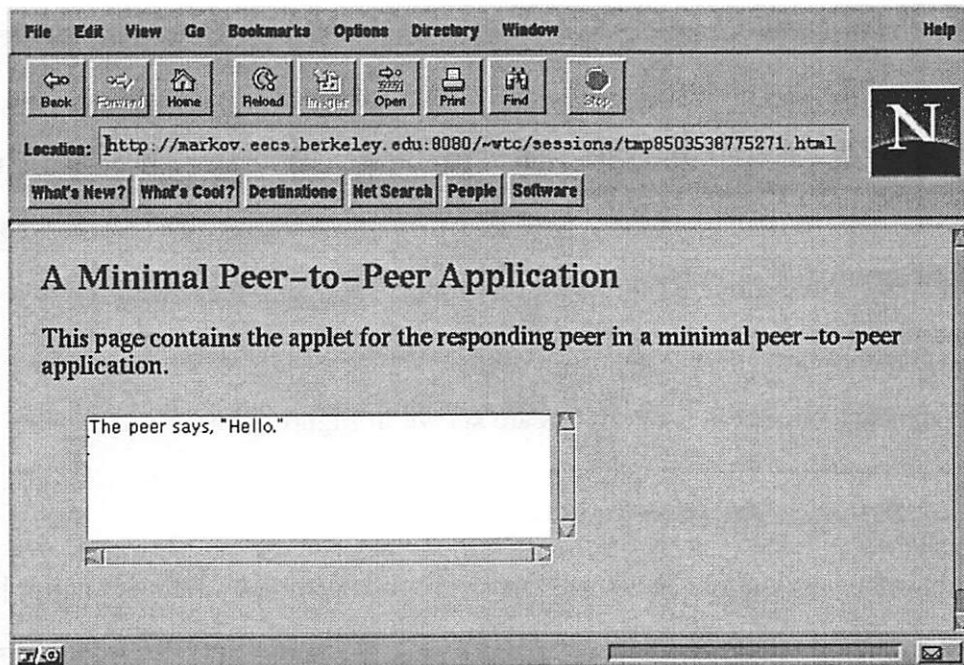 File Edit View Go Bookmarks Options Directory Window Help
Back Forward Home Reload Images Open Print Find Stop
Location: http://markov.eecs.berkeley.edu:8080/~wtc/sessions/tmp8503538775271.html
N
What's New? What's Cool? Destinations Net Search People Software
A Minimal Peer-to-Peer Application
This page contains the applet for the responding peer in a minimal peer-to-peer
application.
The peer says, "Hello."